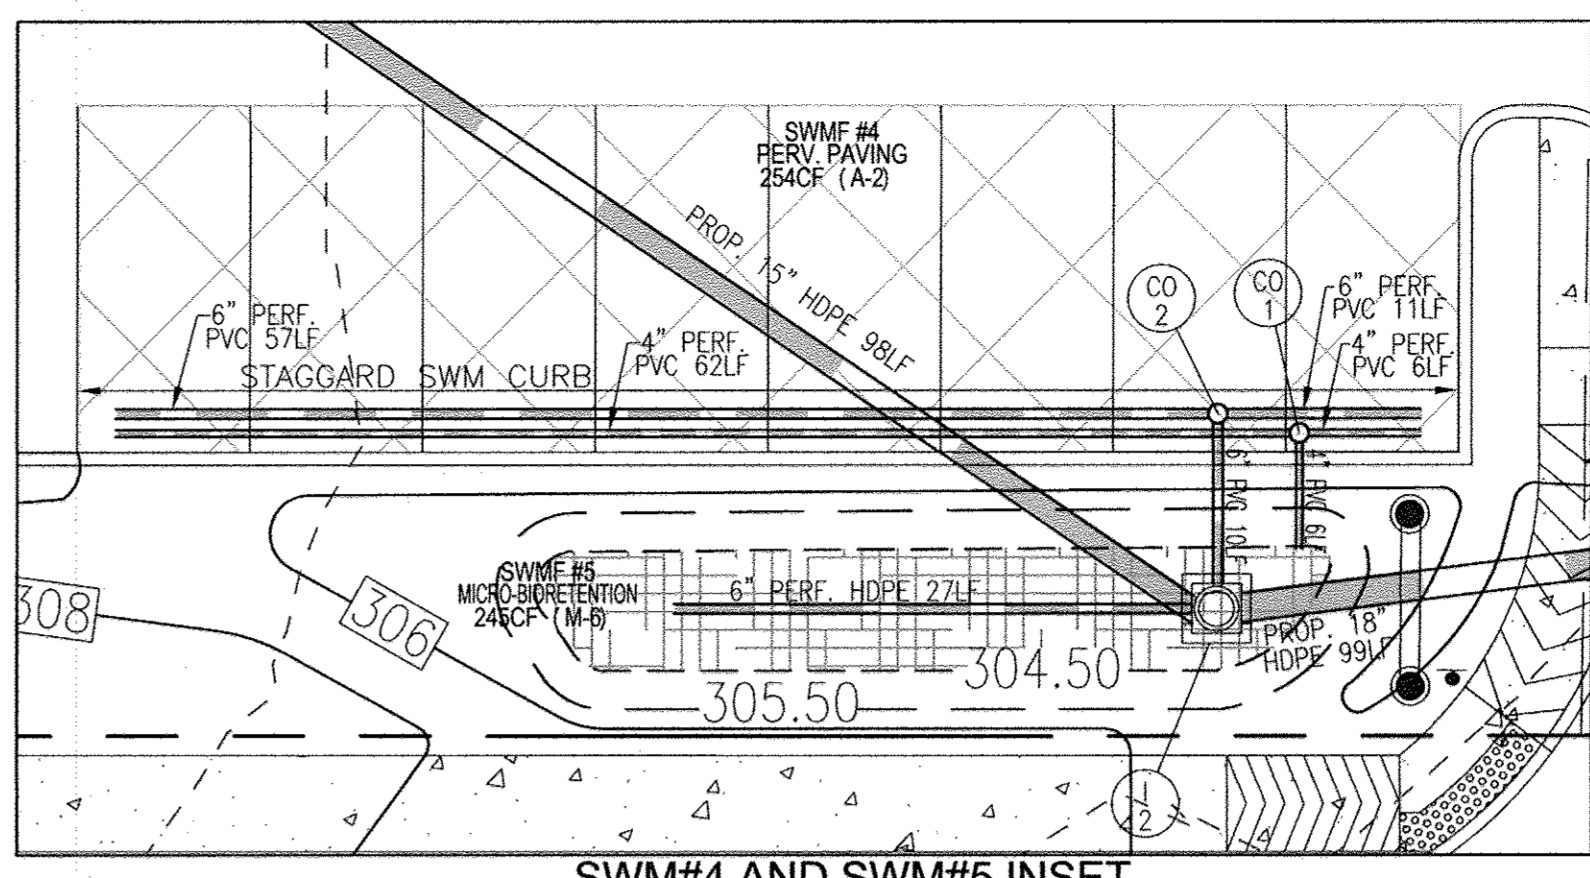 SWMF #4
PERV. PAVING
254CF (A-2)
PROP. 15" HDPE 98LF
CO
2
CO
1
6" PERF.
PVC 11LF
4" PERF.
PVC 6LF
6" PERF.
PVC 57LF
4" PERF.
PVC 62LF
STAGGARD SWM CURB
6" PVC 10LF
4" PVC 6LF
SWMF #5
MICRO-BIORETENTION
245CF (M-6)
6" PERF. HDPE 27LF
308
306
PROP. 18"
HDPE 99LF
304.50
305.50
I
2
SWM#4 AND SWM#5 INSET